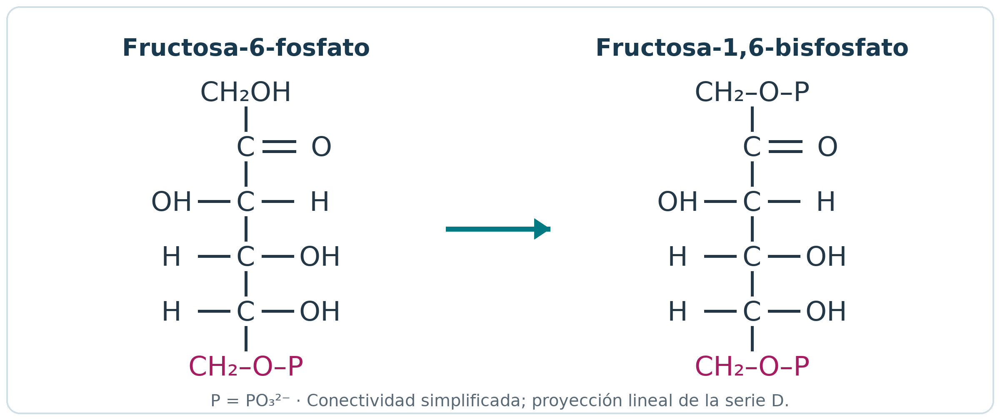 Fructosa-6-fosfato
CH₂OH
C O
OH C H
H C OH
H C OH
CH₂–O–P
Fructosa-1,6-bisfosfato
CH₂–O–P
C O
OH C H
H C OH
H C OH
CH₂–O–P
P = PO₃²⁻ · Conectividad simplificada; proyección lineal de la serie D.